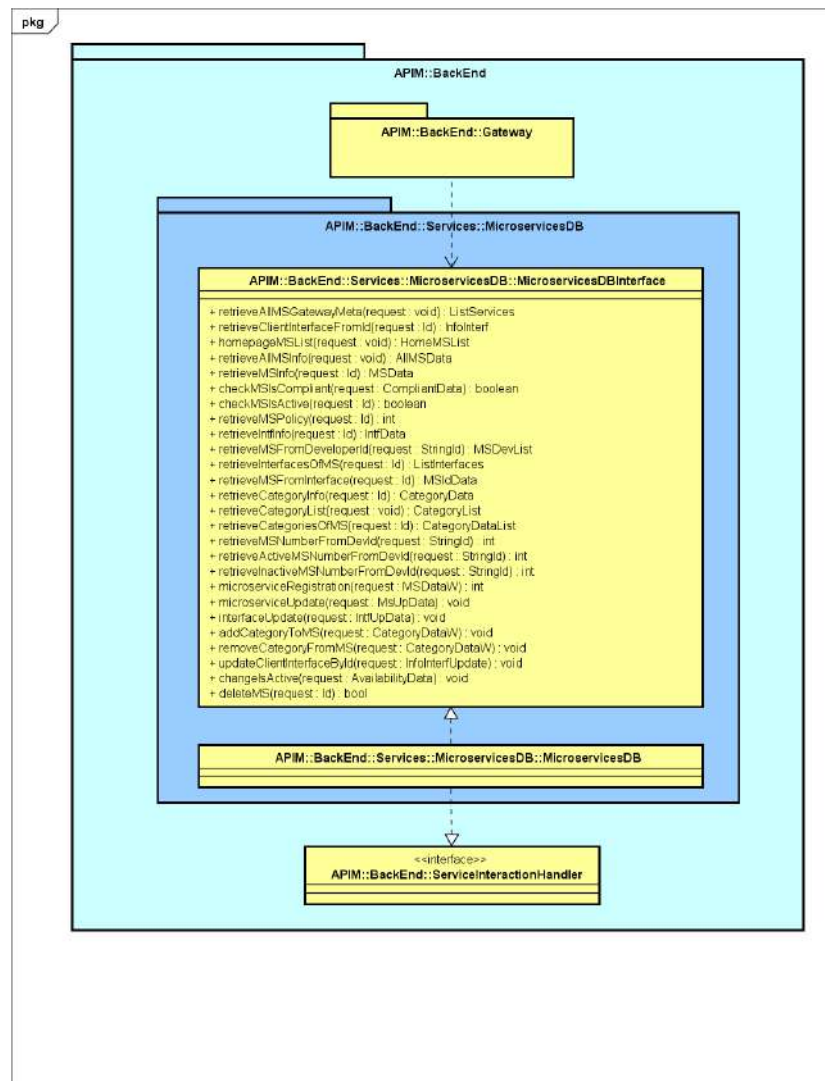 pkg
APIM::BackEnd
APIM::BackEnd::Gateway
APIM::BackEnd::Services::MicroservicesDB
APIM::BackEnd::Services::MicroservicesDB::MicroservicesDBInterface
+ retrieveAllMSGatewayMeta(request : void) : ListServices
+ retrieveClientInterfaceFromId(request : Id) : InfoInterf
+ homepageMSList(request : void) : HomeMSList
+ retrieveAllMSInfo(request : void) : AllMSData
+ retrieveMSInfo(request : Id) : MSData
+ checkMSIsCompliant(request : CompliantData) : boolean
+ checkMSIsActive(request : Id) : boolean
+ retrieveMSPolicy(request : Id) : int
+ retrieveIntfInfo(request : Id) : IntfData
+ retrieveMSFromDeveloperId(request : StringId) : MSDevList
+ retrieveInterfacesOfMS(request : Id) : ListInterfaces
+ retrieveMSFromInterface(request : Id) : MSIdData
+ retrieveCategoryInfo(request : Id) : CategoryData
+ retrieveCategoryList(request : void) : CategoryList
+ retrieveCategoriesOfMS(request : Id) : CategoryDataList
+ retrieveMSNumberFromDevId(request : StringId) : int
+ retrieveActiveMSNumberFromDevId(request : StringId) : int
+ retrieveInactiveMSNumberFromDevId(request : StringId) : int
+ microserviceRegistration(request : MSDataW) : int
+ microserviceUpdate(request : MsUpData) : void
+ interfaceUpdate(request : IntfUpData) : void
+ addCategoryToMS(request : CategoryDataW) : void
+ removeCategoryFromMS(request : CategoryDataW) : void
+ updateClientInterfaceById(request : InfoInterfUpdate) : void
+ changeIsActive(request : AvailabilityData) : void
+ deleteMS(request : Id) : bool
APIM::BackEnd::Services::MicroservicesDB::MicroservicesDB
<<interface>>
APIM::BackEnd::ServiceInteractionHandler